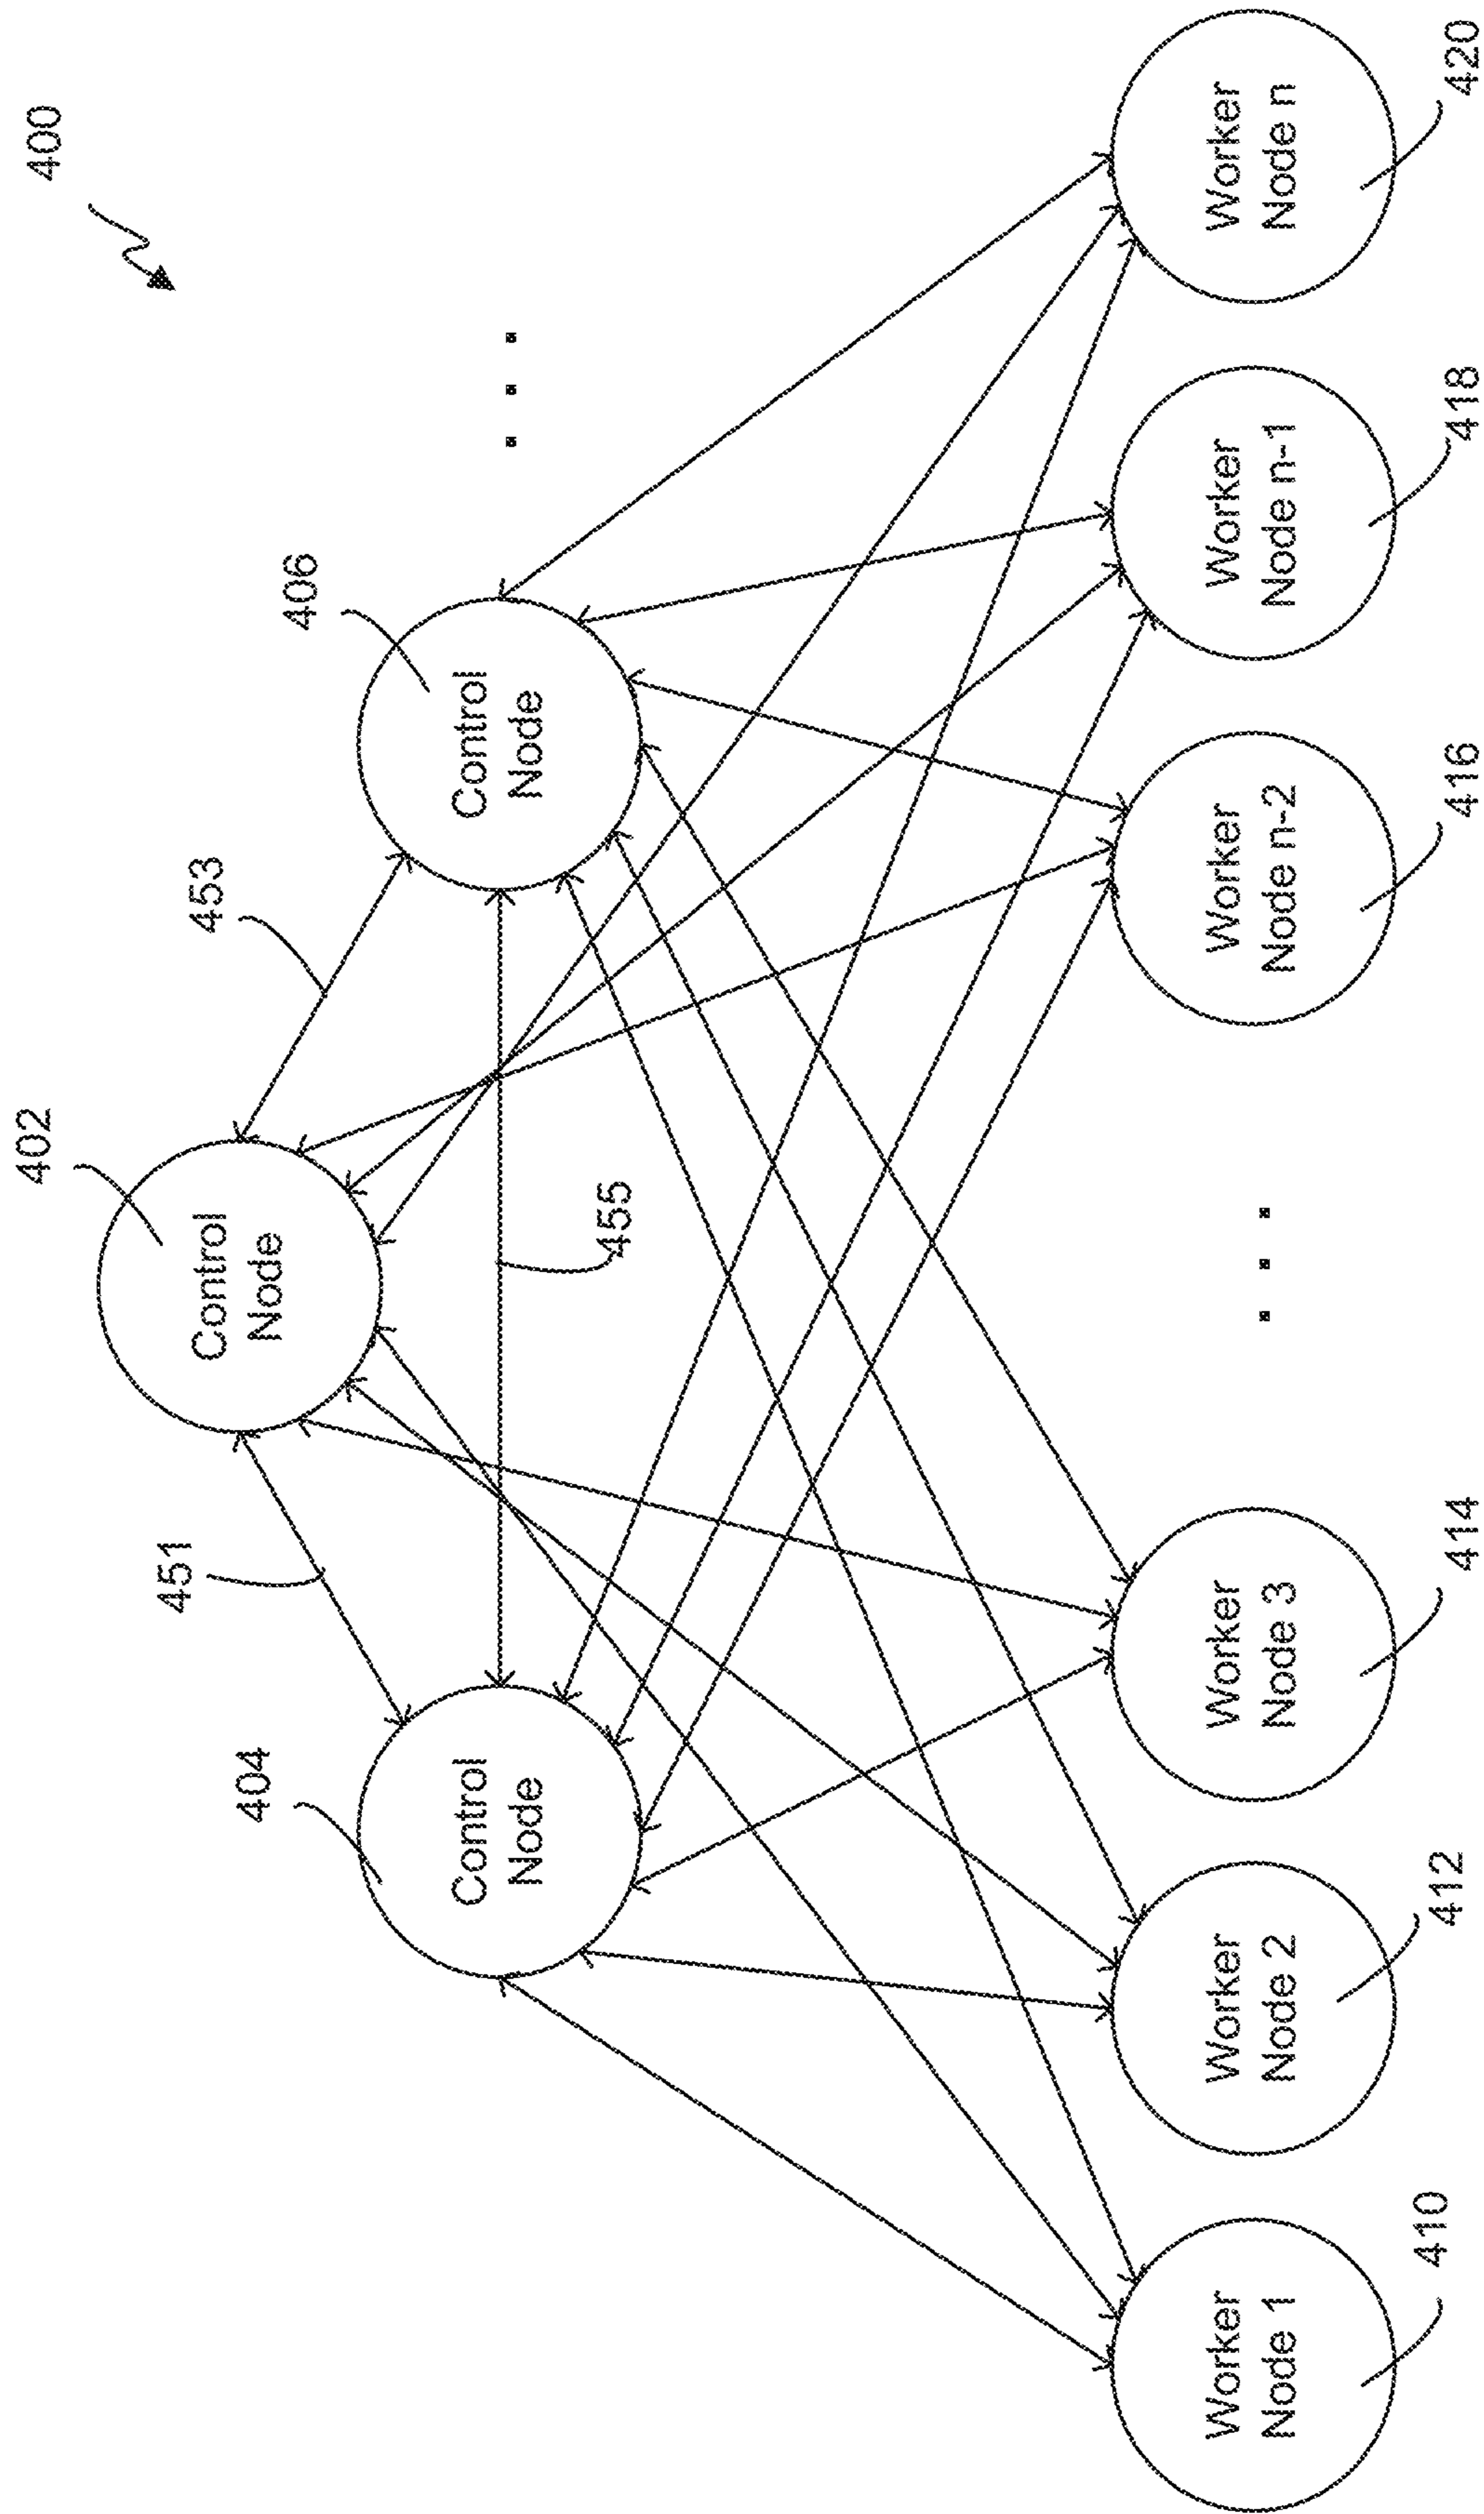 400
402
Control
Node
451
453
404
Control
Node
406
Control
Node
455
. . .
Worker
Node 1
Worker
Node 2
Worker
Node 3
. . .
Worker
Node n-2
Worker
Node n-1
Worker
Node n
410
412
414
416
418
420